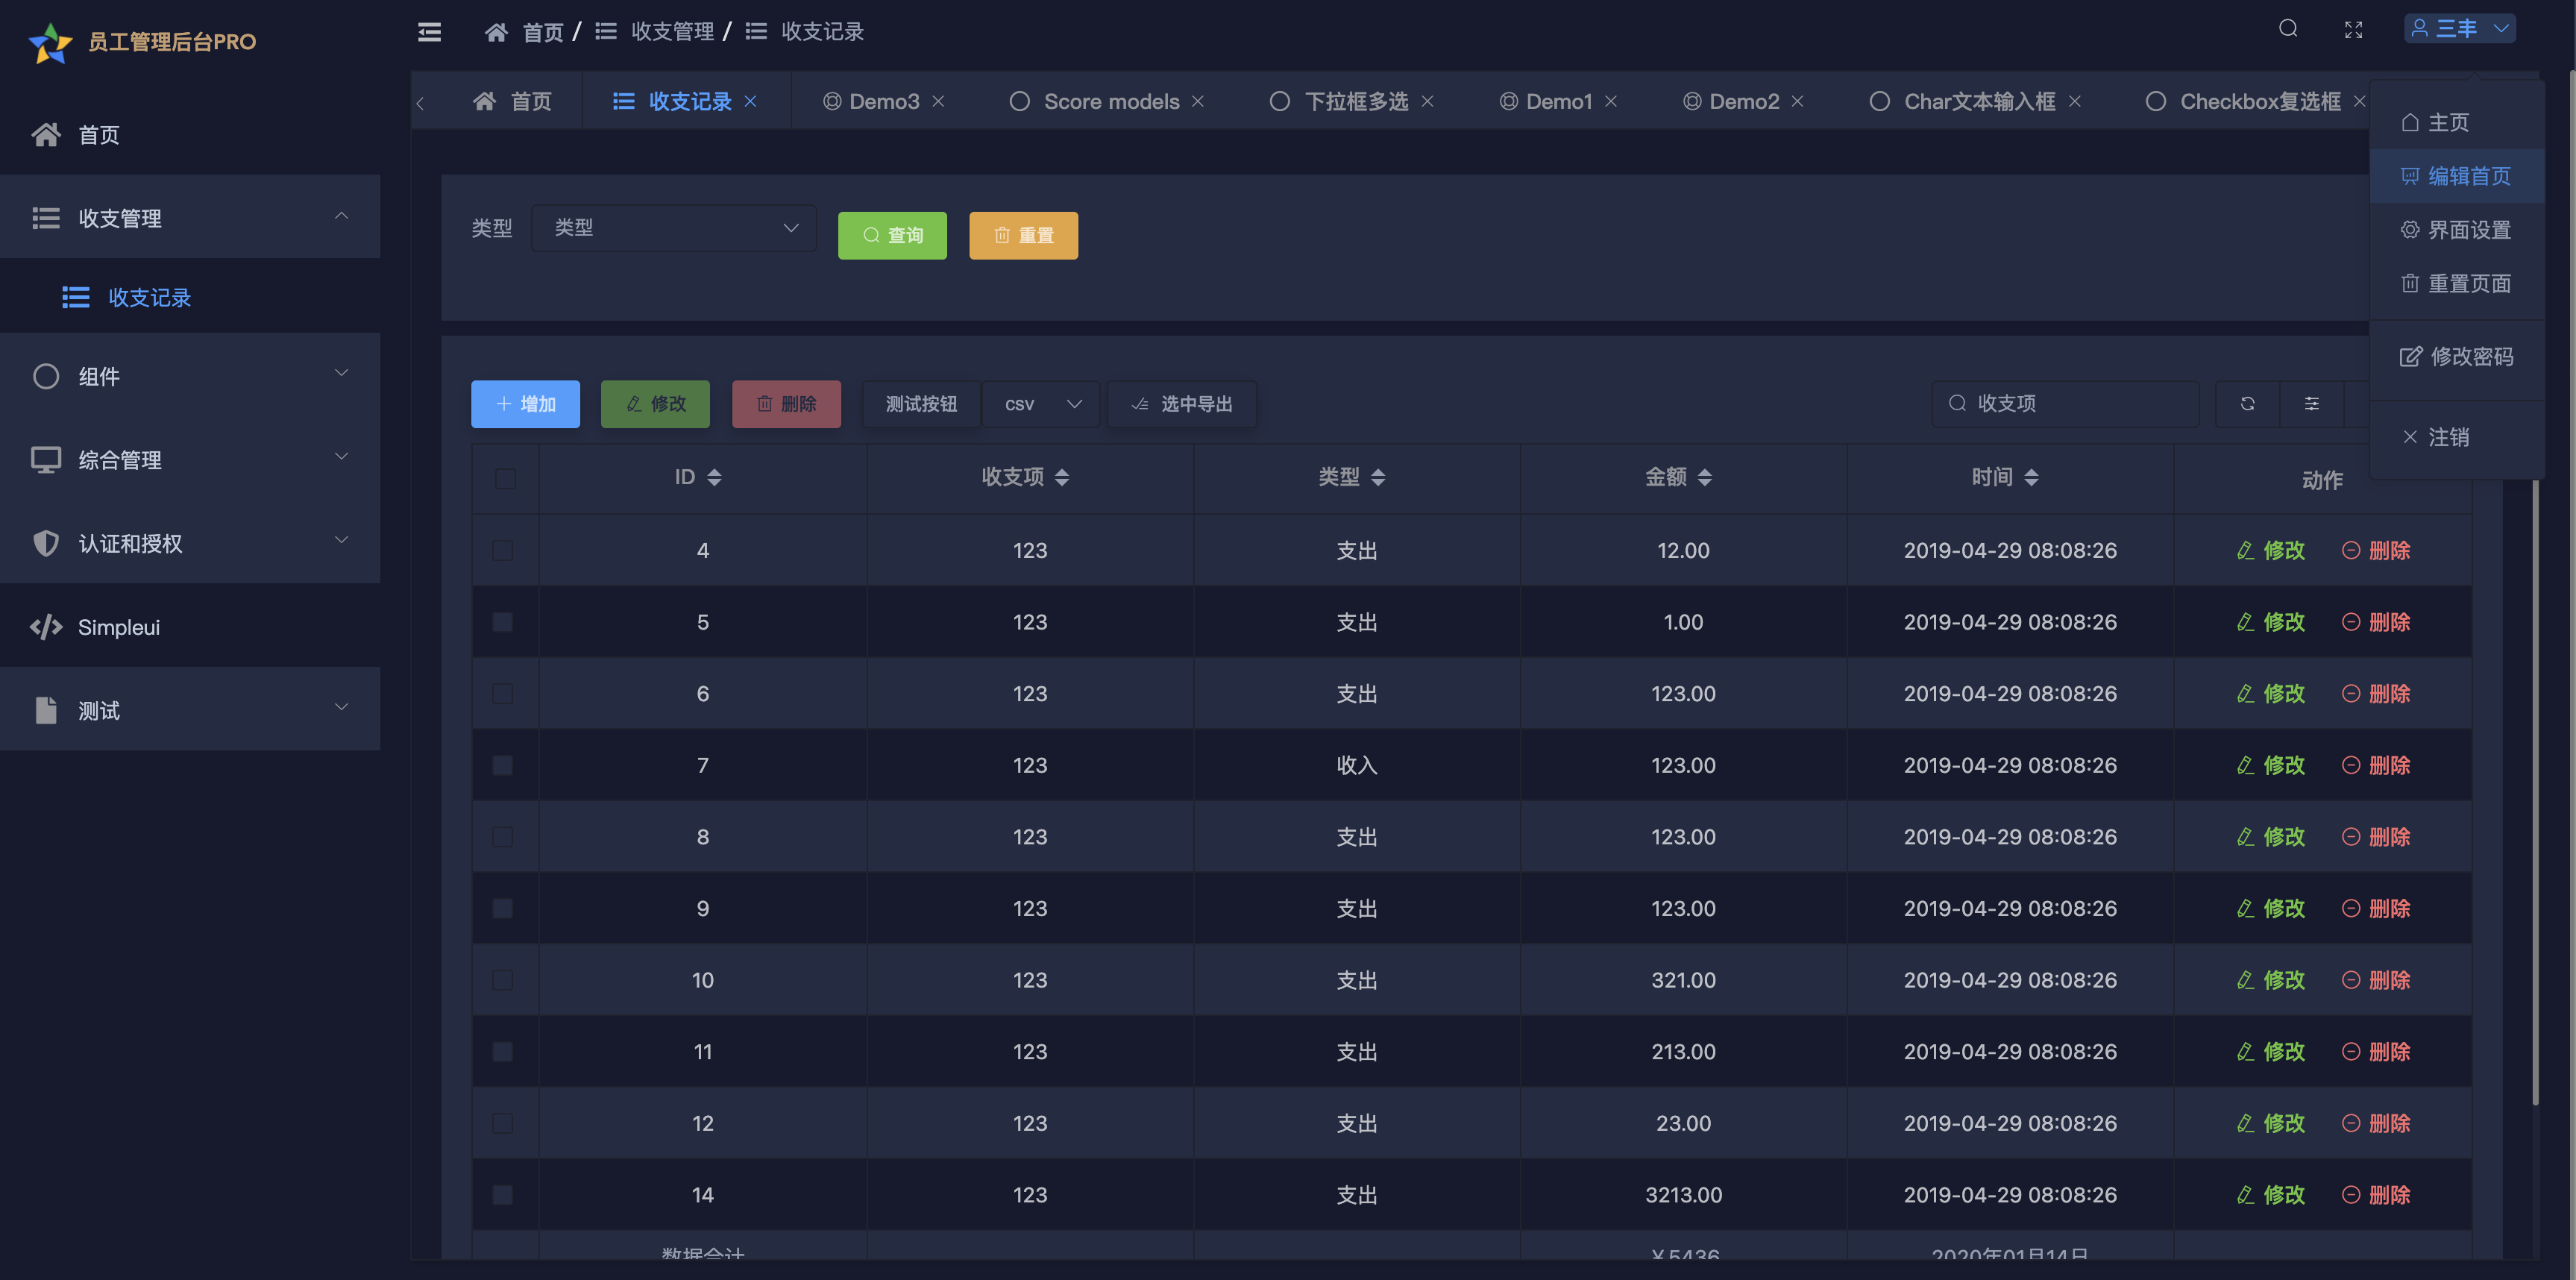 员工管理后台PRO
首页
收支管理
收支记录
组件
综合管理
认证和授权
Simpleui
测试
首页 / 收支管理 / 收支记录
三丰
首页 收支记录 Demo3 Score models 下拉框多选 Demo1 Demo2 Char文本输入框 Checkbox复选框
主页
编辑首页
界面设置
重置页面
修改密码
注销
类型 类型 查询 重置
增加 修改 删除 测试按钮 csv 选中导出 收支项
ID 收支项 类型 金额 时间 动作
4 123 支出 12.00 2019-04-29 08:08:26 修改 删除
5 123 支出 1.00 2019-04-29 08:08:26 修改 删除
6 123 支出 123.00 2019-04-29 08:08:26 修改 删除
7 123 收入 123.00 2019-04-29 08:08:26 修改 删除
8 123 支出 123.00 2019-04-29 08:08:26 修改 删除
9 123 支出 123.00 2019-04-29 08:08:26 修改 删除
10 123 支出 321.00 2019-04-29 08:08:26 修改 删除
11 123 支出 213.00 2019-04-29 08:08:26 修改 删除
12 123 支出 23.00 2019-04-29 08:08:26 修改 删除
14 123 支出 3213.00 2019-04-29 08:08:26 修改 删除
数据合计 ¥5436 2020年01月14日